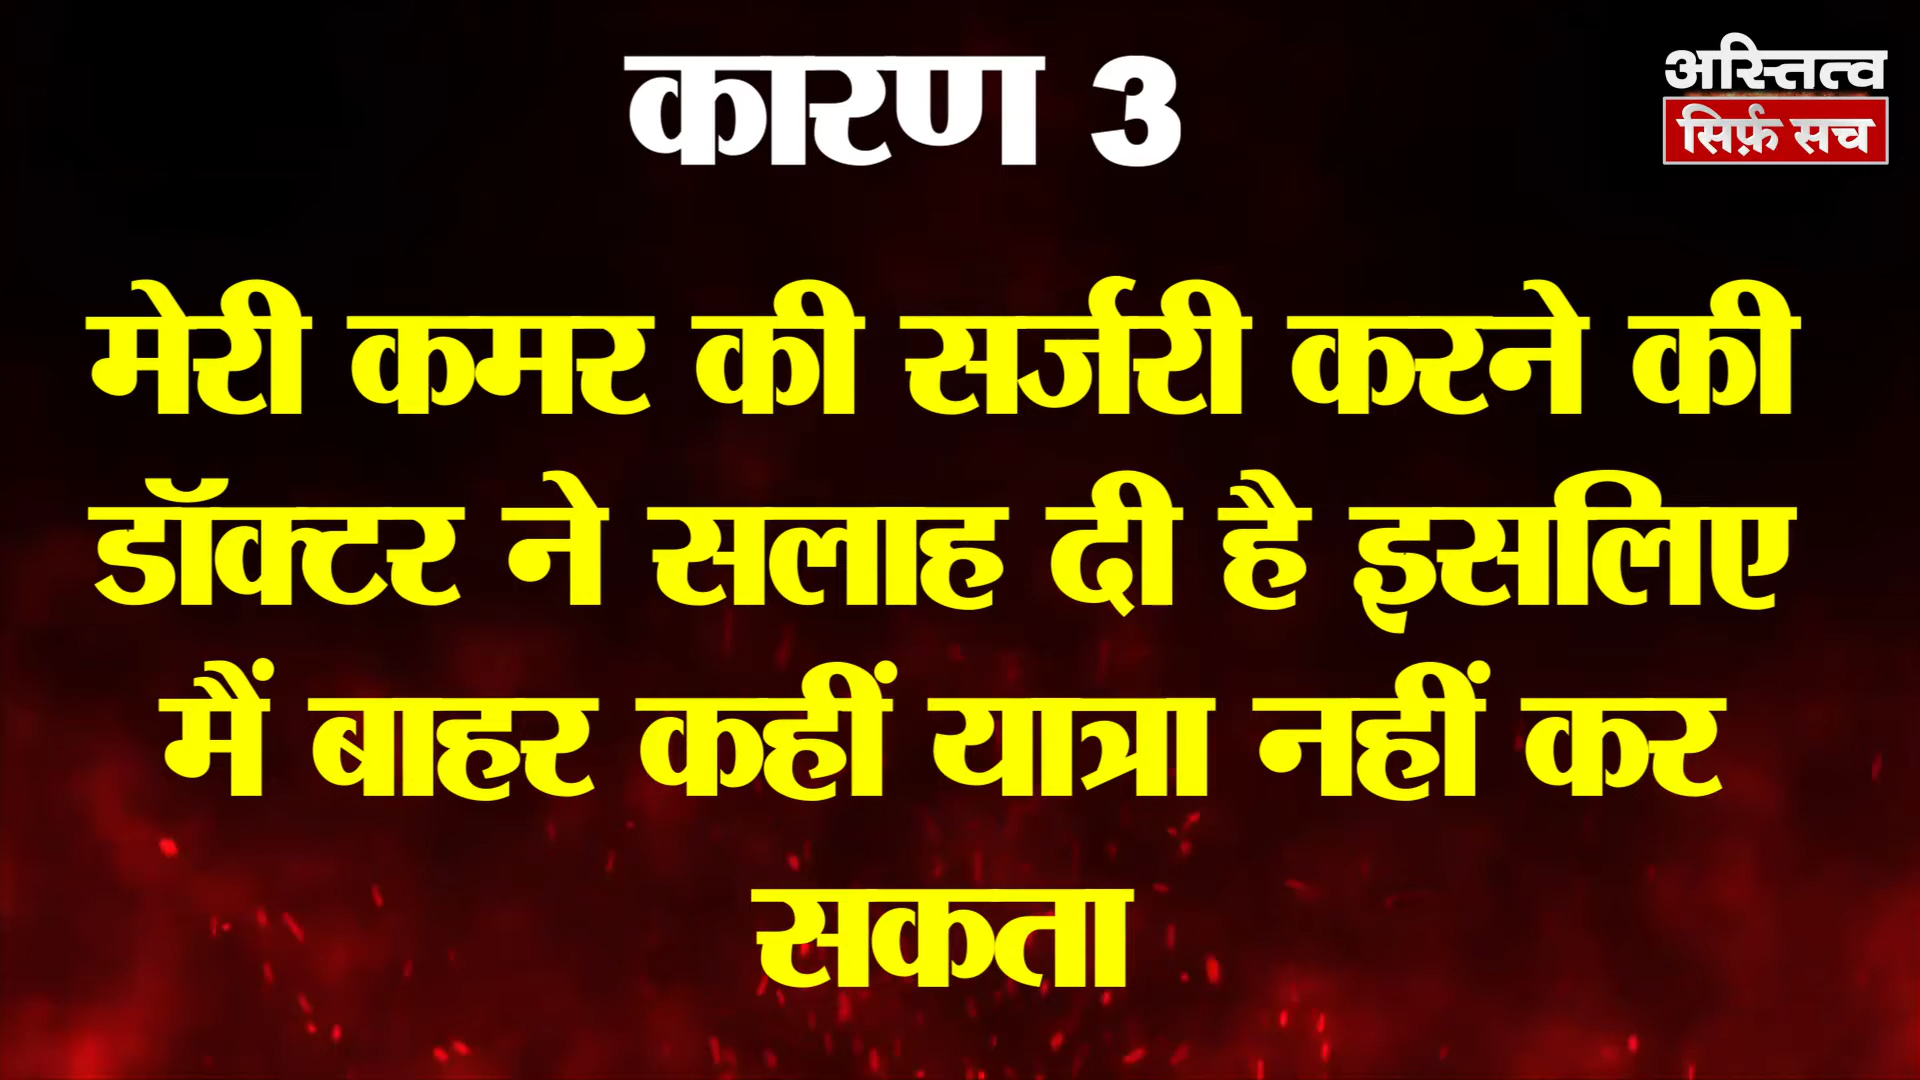 कारण 3
अस्तित्व
सिर्फ़ सच
मेरी कमर की सर्जरी करने की
डॉक्टर ने सलाह दी है इसलिए
मैं बाहर कहीं यात्रा नहीं कर
सकता